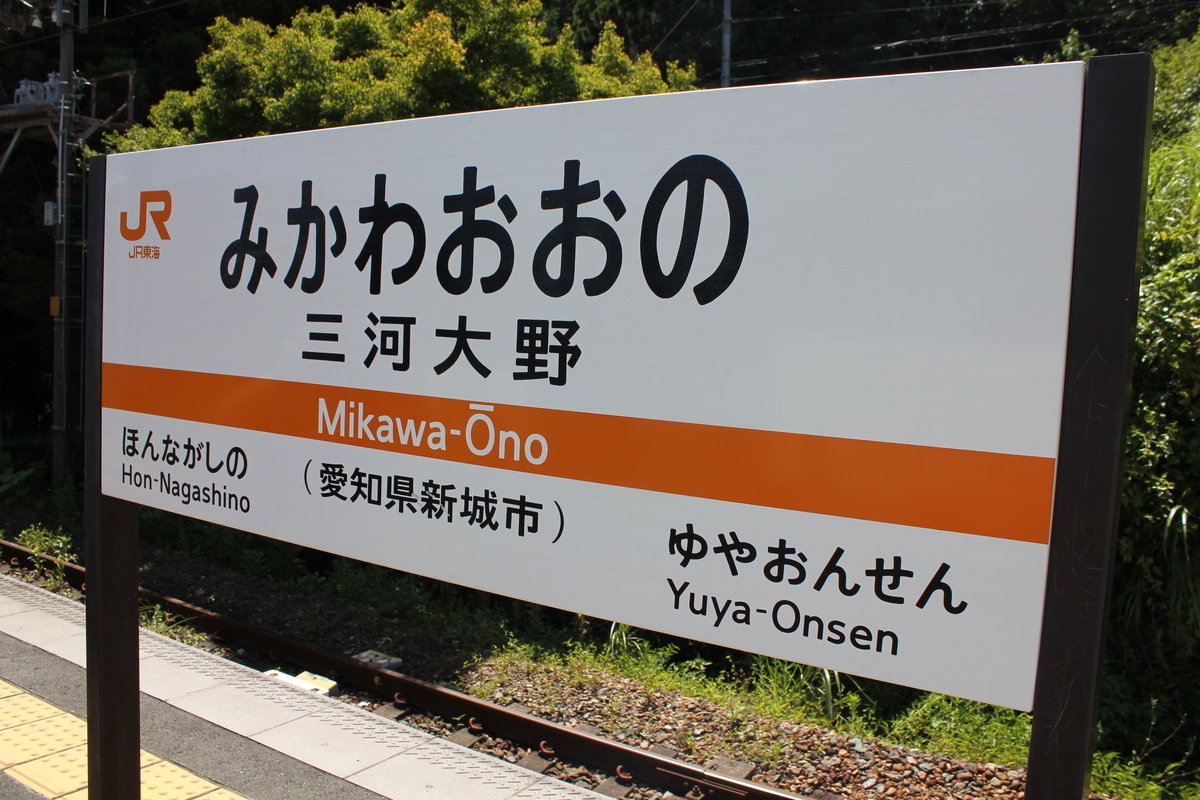 JR
JR東海
みかわおおの
三河大野
Mikawa-Ōno
ほんながしの
Hon-Nagashino
(愛知県新城市)
ゆやおんせん
Yuya-Onsen